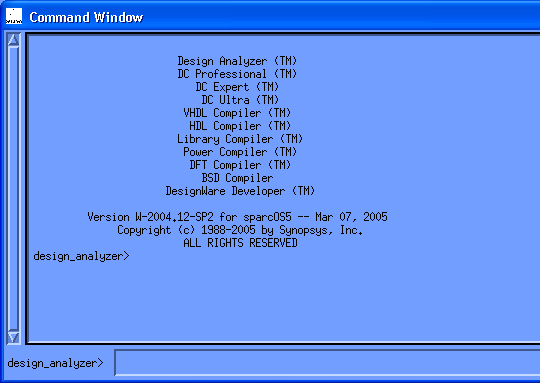 Command Window
Design Analyzer (TM)
DC Professional (TM)
DC Expert (TM)
DC Ultra (TM)
VHDL Compiler (TM)
HDL Compiler (TM)
Library Compiler (TM)
Power Compiler (TM)
DFT Compiler (TM)
BSD Compiler
DesignWare Developer (TM)
Version W-2004.12-SP2 for sparcOS5 -- Mar 07, 2005
Copyright (c) 1988-2005 by Synopsys, Inc.
ALL RIGHTS RESERVED
design_analyzer>
design_analyzer>